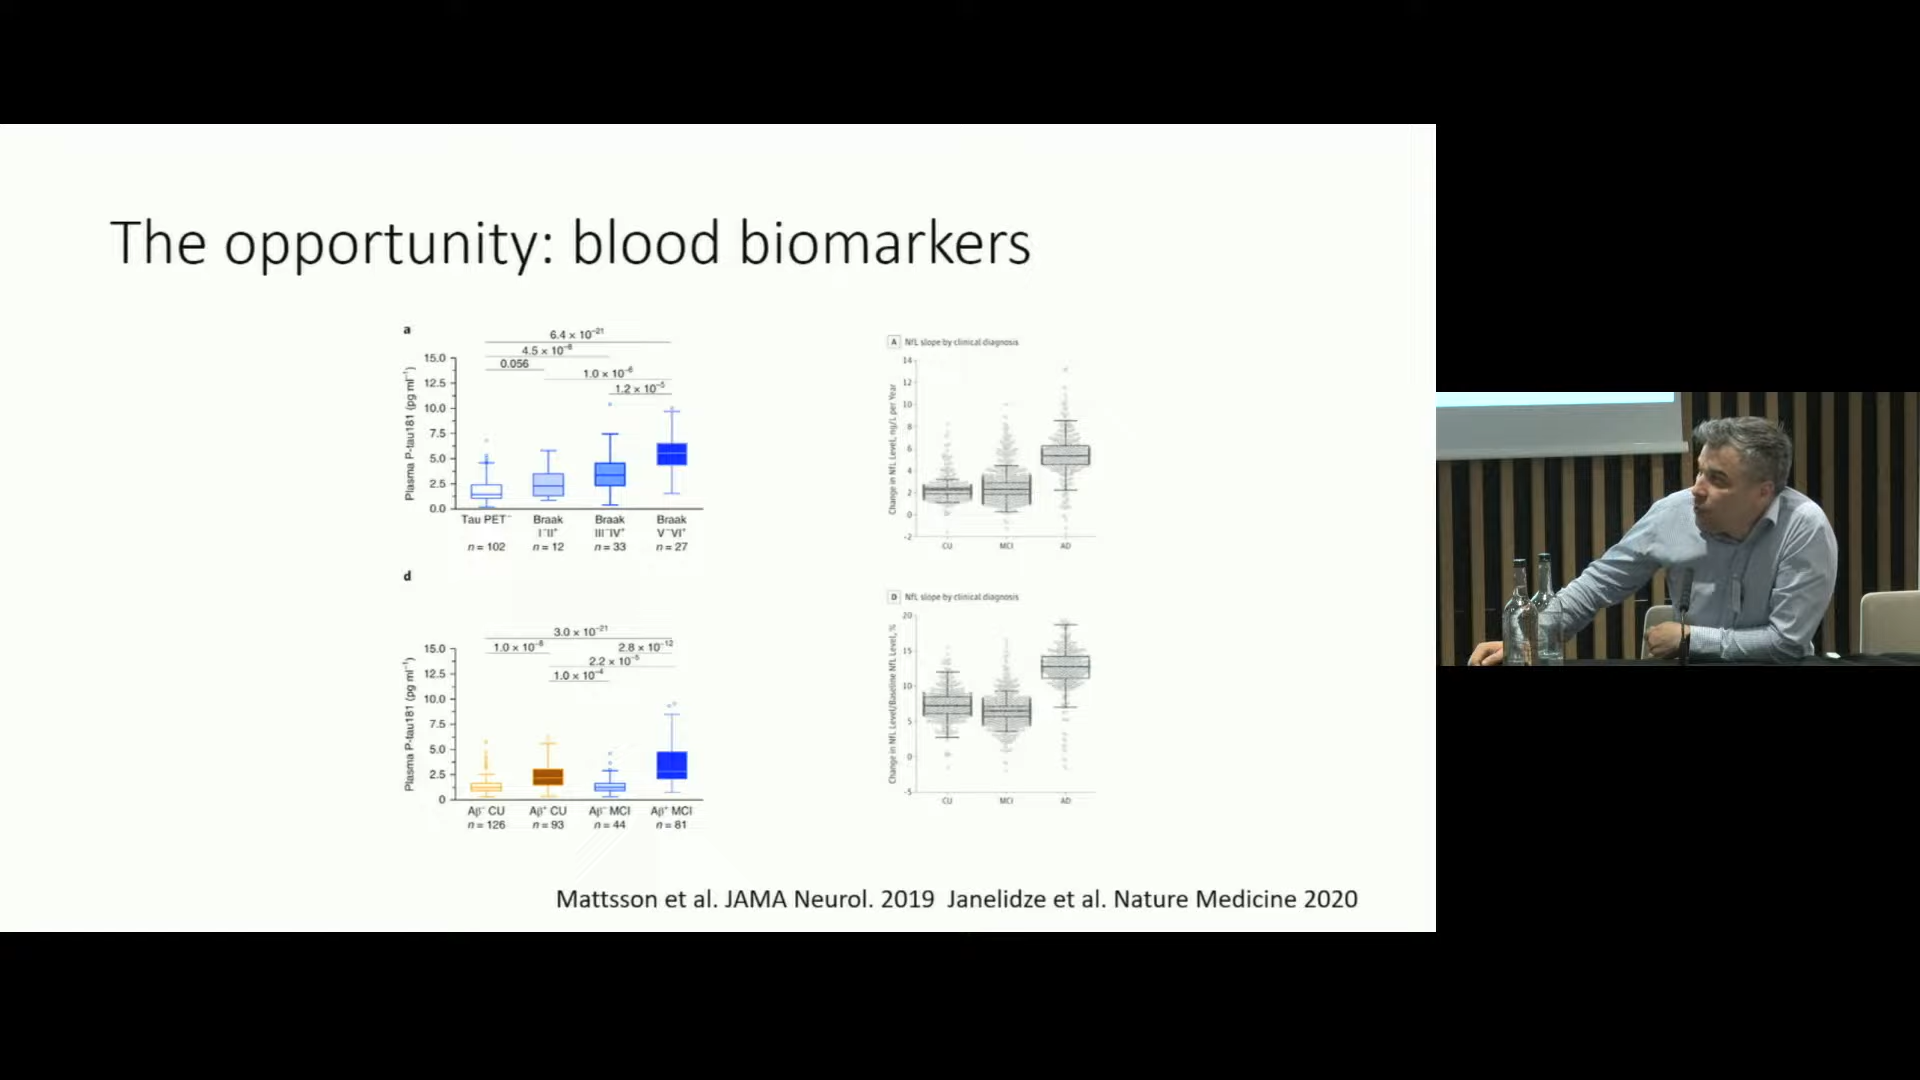 The opportunity: blood biomarkers
a
6.4 × 10⁻²¹
4.5 × 10⁻⁸
0.056
1.0 × 10⁻⁶
1.2 × 10⁻⁵
Plasma P-tau181 (pg ml⁻¹)
15.0
12.5
10.0
7.5
5.0
2.5
0.0
Tau PET⁻ Braak Braak Braak
I⁻II⁺ III⁻IV⁺ V⁻VI⁺
n = 102 n = 12 n = 33 n = 27
A NfL slope by clinical diagnosis
Change in NfL Level, ng/L per Year
14
12
10
8
6
4
2
0
-2
CU MCI AD
d
3.0 × 10⁻²¹
1.0 × 10⁻⁸ 2.8 × 10⁻¹²
2.2 × 10⁻⁵
1.0 × 10⁻⁴
Plasma P-tau181 (pg ml⁻¹)
15.0
12.5
10.0
7.5
5.0
2.5
0
Aβ⁻ CU Aβ⁺ CU Aβ⁻ MCI Aβ⁺ MCI
n = 126 n = 93 n = 44 n = 81
D NfL slope by clinical diagnosis
Change in NfL Level/Baseline NfL Level, %
20
15
10
5
0
-5
CU MCI AD
Mattsson et al. JAMA Neurol. 2019 Janelidze et al. Nature Medicine 2020